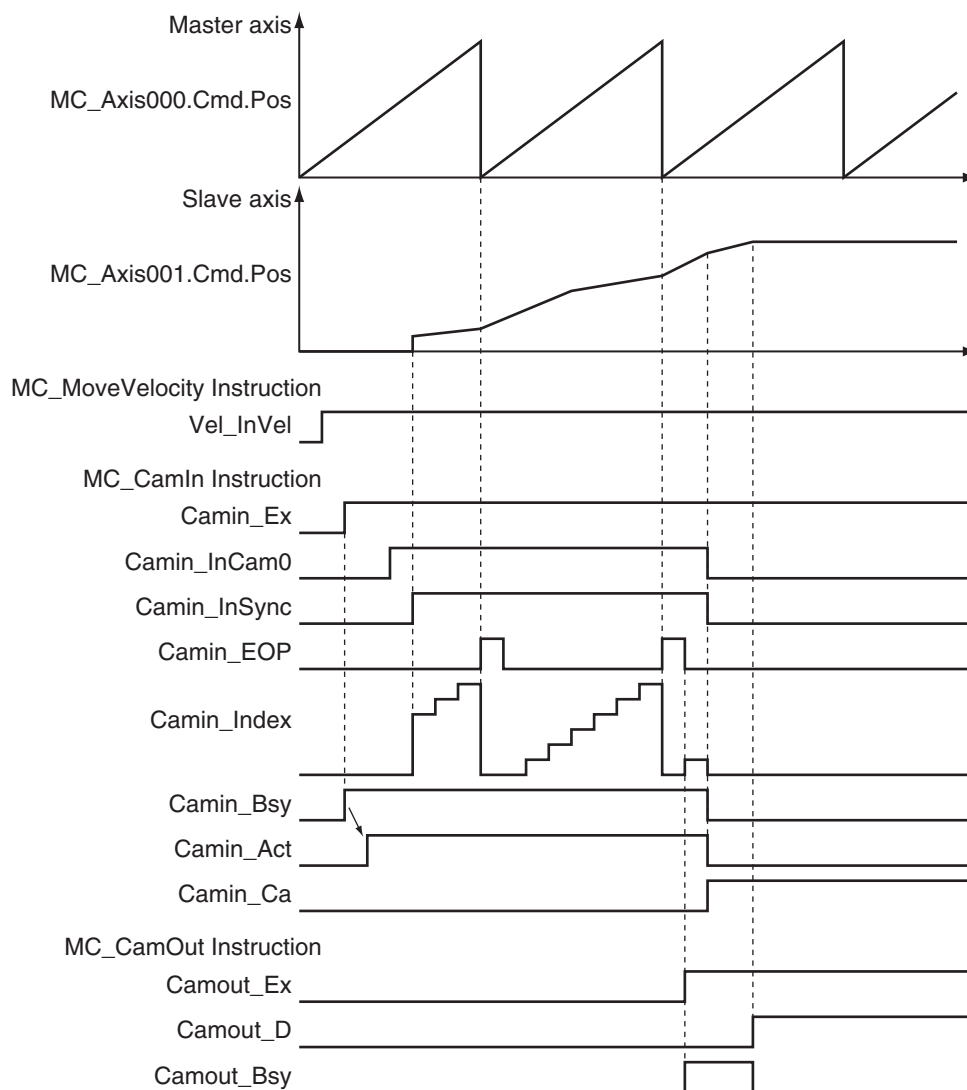 Master axis
MC_Axis000.Cmd.Pos
Slave axis
MC_Axis001.Cmd.Pos
MC_MoveVelocity Instruction
Vel_InVel
MC_CamIn Instruction
Camin_Ex
Camin_InCam0
Camin_InSync
Camin_EOP
Camin_Index
Camin_Bsy
Camin_Act
Camin_Ca
MC_CamOut Instruction
Camout_Ex
Camout_D
Camout_Bsy